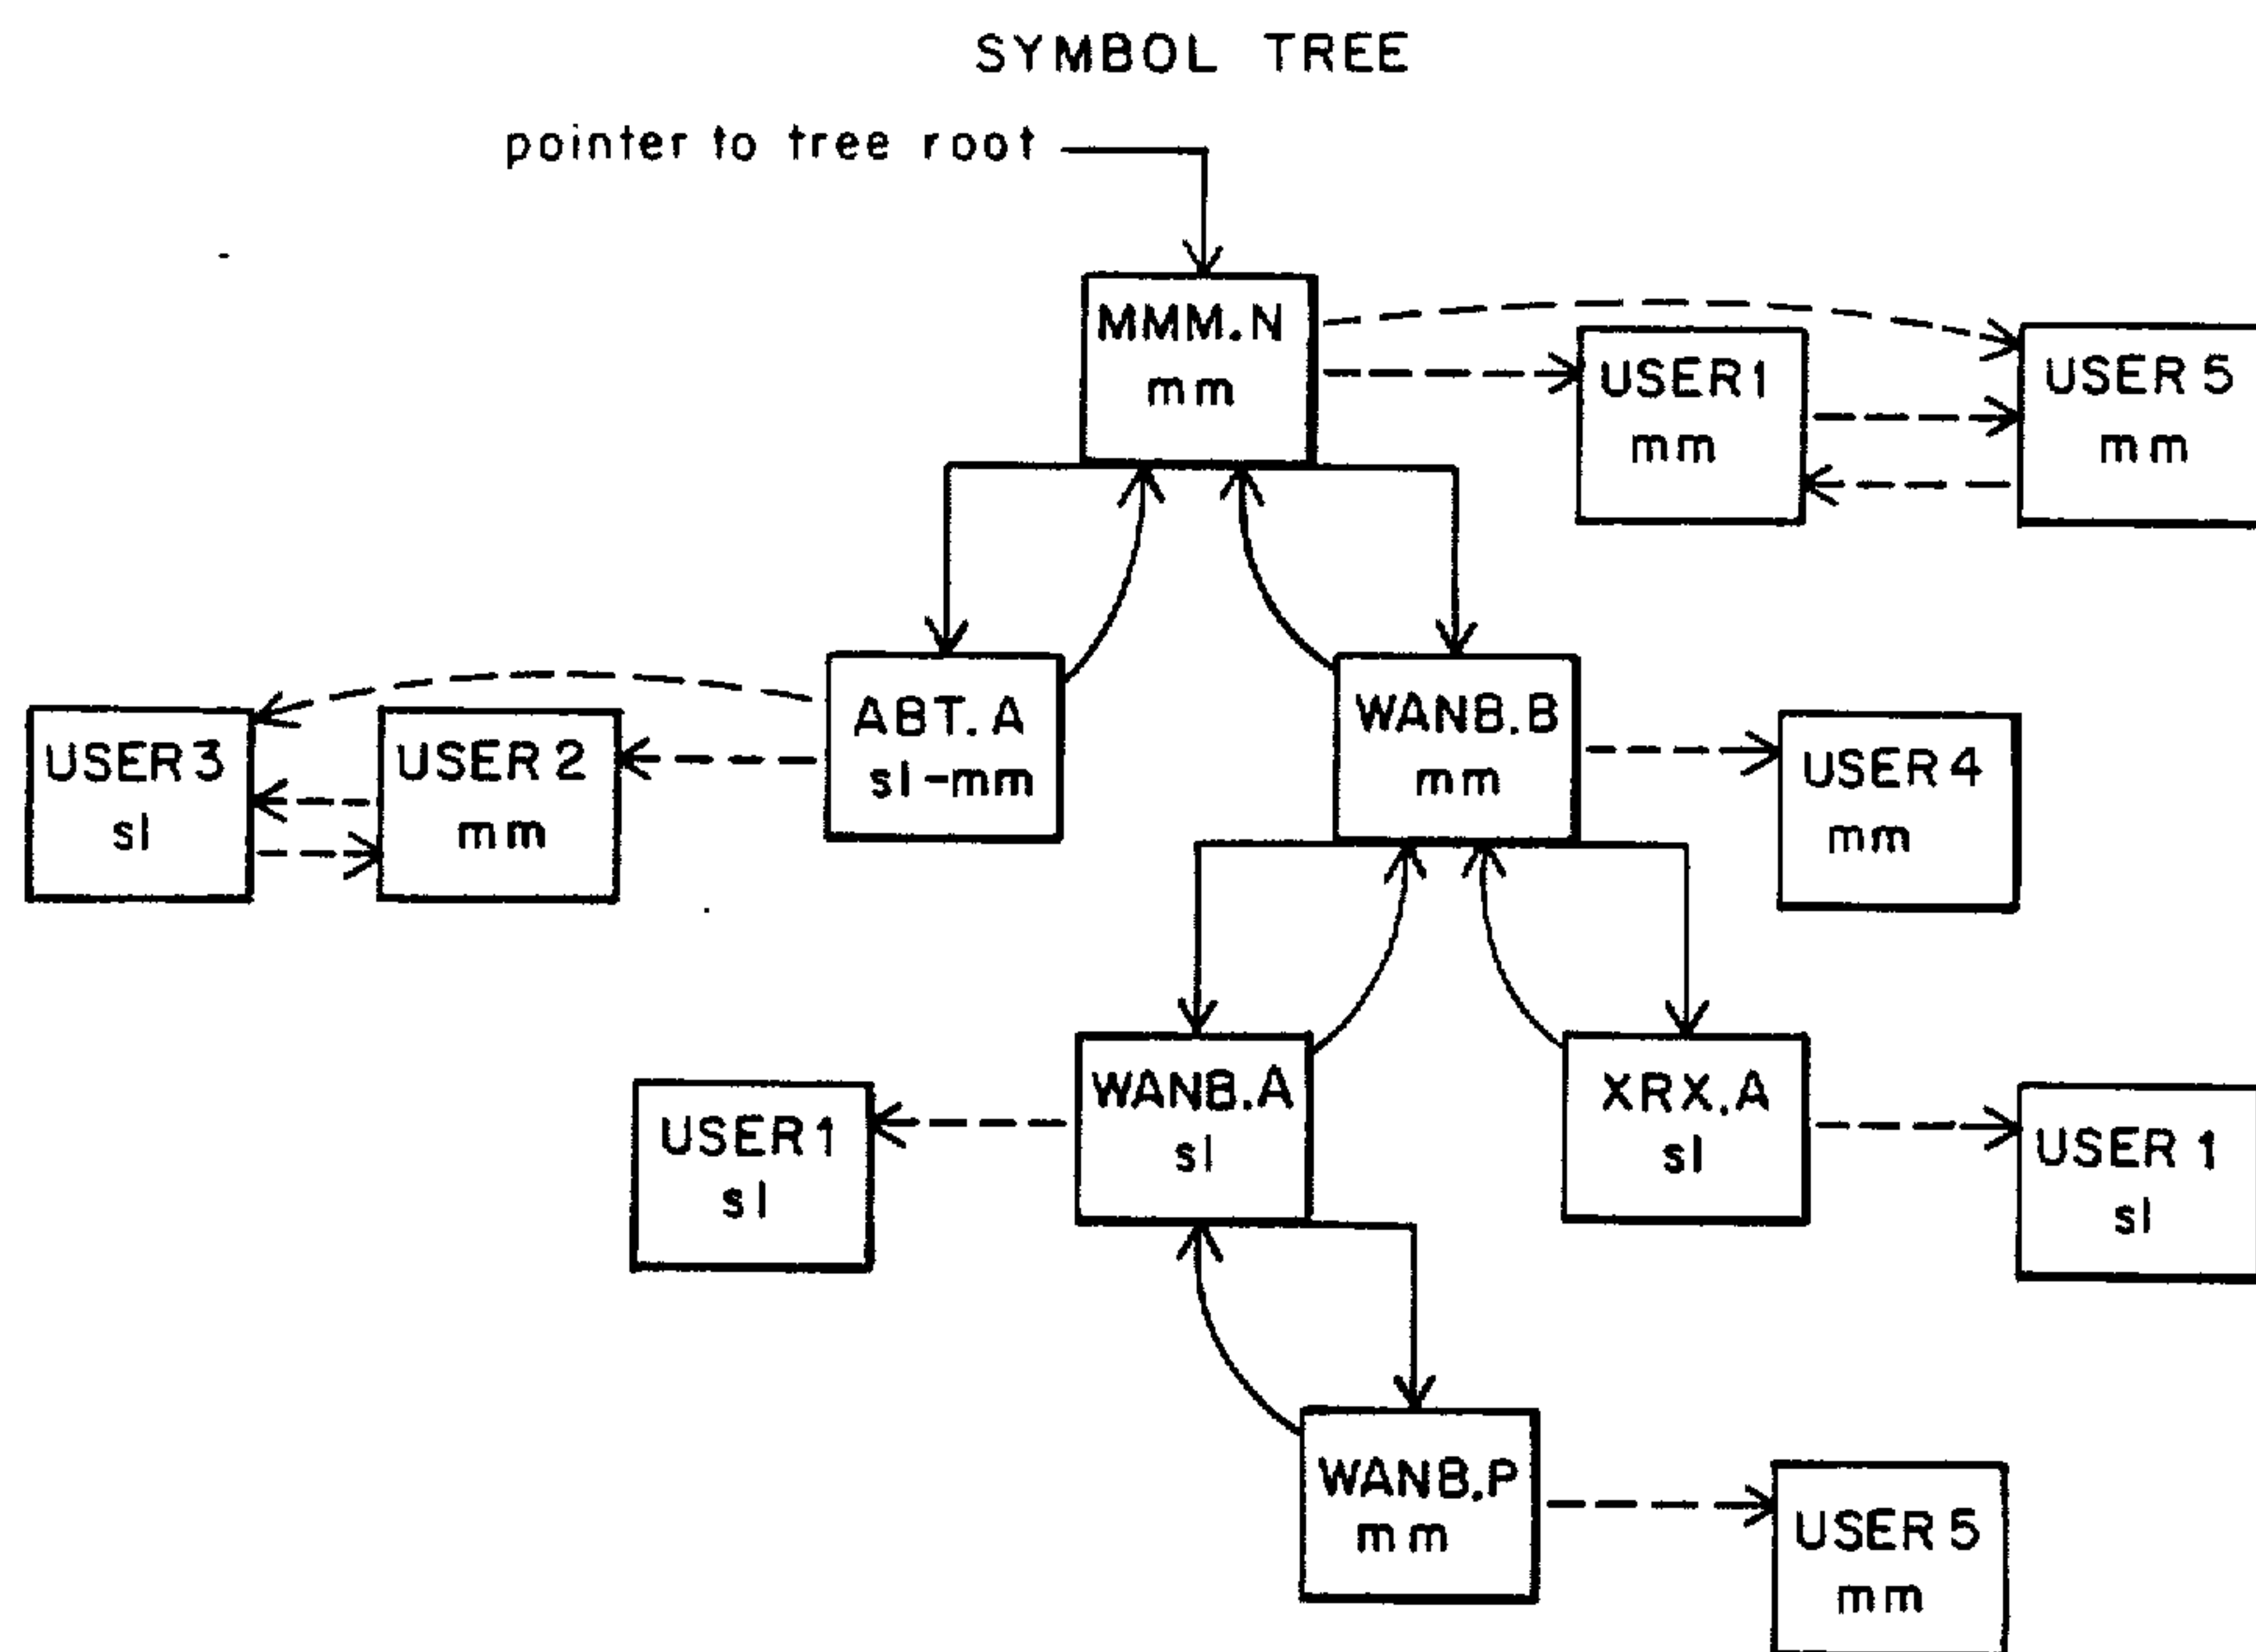 SYMBOL TREE
pointer to tree root
MMM.N
mm
USER1
mm
USER 5
mm
USER 3
sl
USER 2
mm
ABT.A
sl-mm
WANB.B
mm
USER 4
mm
USER1
sl
WANB.A
sl
XRX.A
sl
USER 1
sl
WANB.P
mm
USER 5
mm